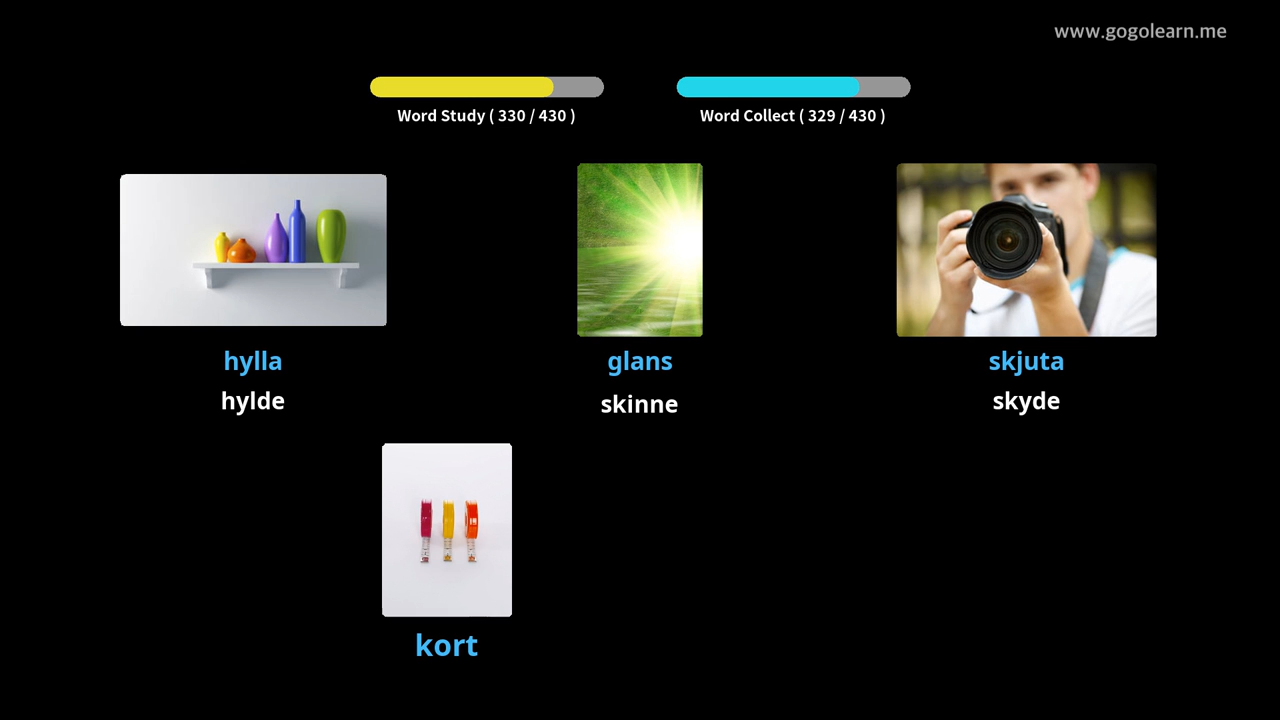 www.gogolearn.me
Word Study ( 330 / 430 )
Word Collect ( 329 / 430 )
hylla
hylde
glans
skinne
skjuta
skyde
kort